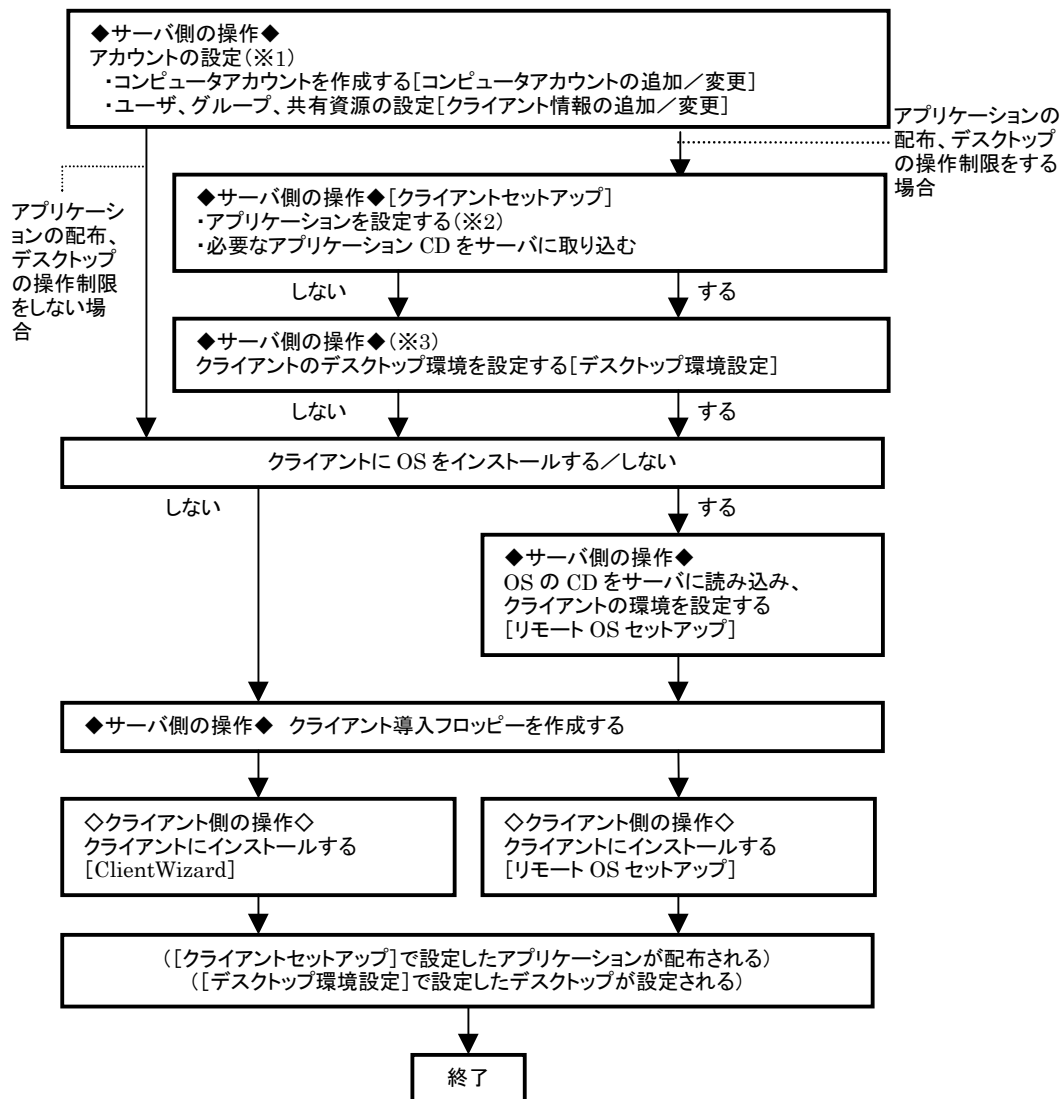 ◆サーバ側の操作◆
アカウントの設定(※1)
・コンピュータアカウントを作成する[コンピュータアカウントの追加／変更]
・ユーザ、グループ、共有資源の設定[クライアント情報の追加／変更]
アプリケーションの
配布、デスクトップ
の操作制限をする
場合
アプリケーシ
ョンの配布、
デスクトップ
の操作制限
をしない場
合
◆サーバ側の操作◆[クライアントセットアップ]
・アプリケーションを設定する(※2)
・必要なアプリケーション CD をサーバに取り込む
しない
する
◆サーバ側の操作◆(※3)
クライアントのデスクトップ環境を設定する[デスクトップ環境設定]
しない
する
クライアントに OS をインストールする／しない
しない
する
◆サーバ側の操作◆
OS の CD をサーバに読み込み、
クライアントの環境を設定する
[リモート OS セットアップ]
◆サーバ側の操作◆ クライアント導入フロッピーを作成する
◇クライアント側の操作◇
クライアントにインストールする
[ClientWizard]
◇クライアント側の操作◇
クライアントにインストールする
[リモート OS セットアップ]
([クライアントセットアップ]で設定したアプリケーションが配布される)
([デスクトップ環境設定]で設定したデスクトップが設定される)
終了